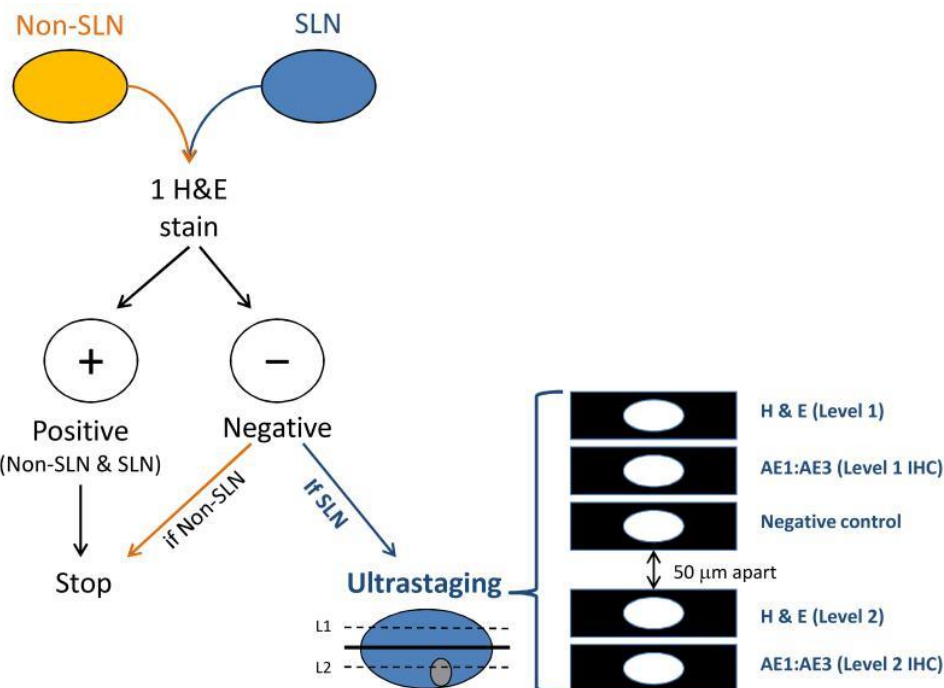 Non-SLN
SLN
1 H&E
stain
+
−
Positive
(Non-SLN & SLN)
Negative
if Non-SLN
If SLN
Stop
Ultrastaging
L1
L2
H & E (Level 1)
AE1:AE3 (Level 1 IHC)
Negative control
50 µm apart
H & E (Level 2)
AE1:AE3 (Level 2 IHC)